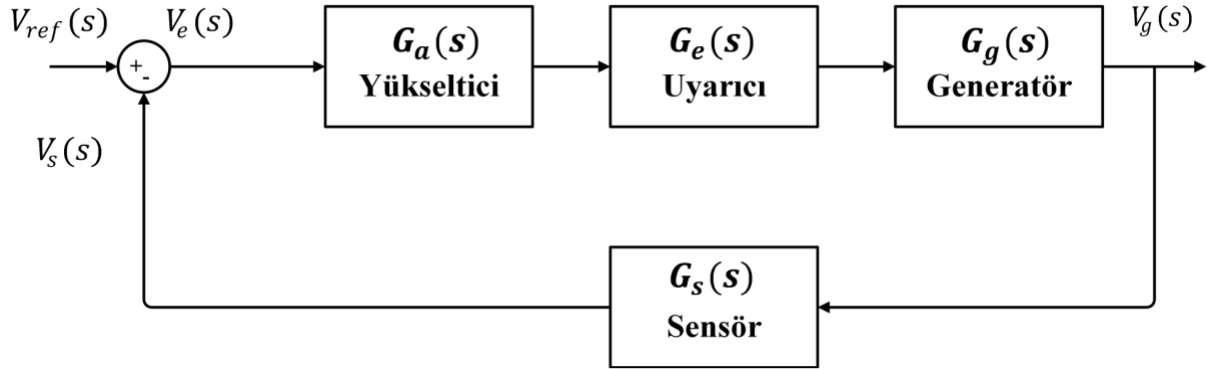 V_ref(s)
V_e(s)
+
-
G_a(s)
Yükseltici
G_e(s)
Uyarıcı
G_g(s)
Generatör
V_g(s)
V_s(s)
G_s(s)
Sensör